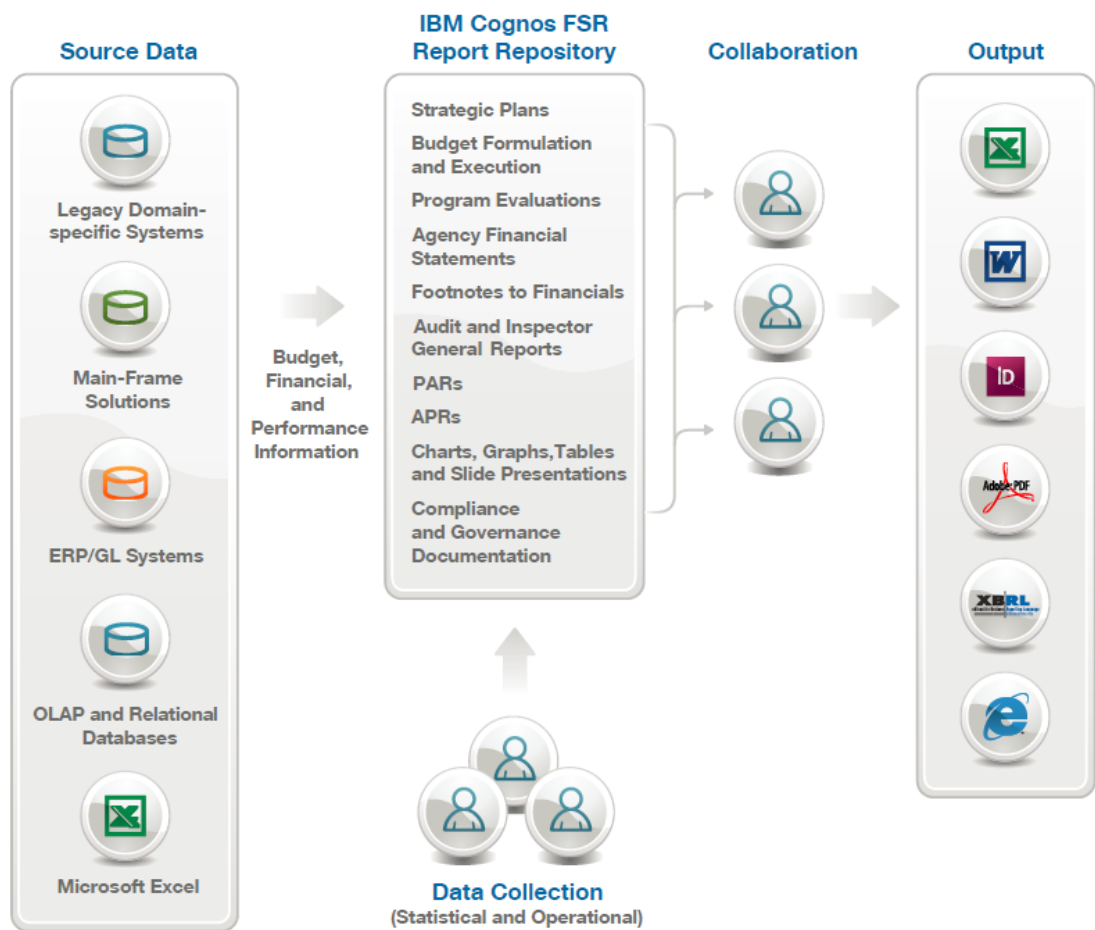 Source Data
Legacy Domain-
specific Systems
Main-Frame
Solutions
ERP/GL Systems
OLAP and Relational
Databases
Microsoft Excel
Budget,
Financial,
and
Performance
Information
IBM Cognos FSR
Report Repository
Strategic Plans
Budget Formulation
and Execution
Program Evaluations
Agency Financial
Statements
Footnotes to Financials
Audit and Inspector
General Reports
PARs
APRs
Charts, Graphs,Tables
and Slide Presentations
Compliance
and Governance
Documentation
Data Collection
(Statistical and Operational)
Collaboration
Output
W
ID
Adobe PDF
XBRL